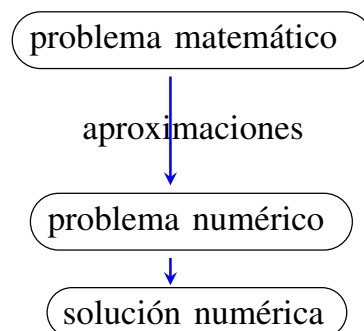 problema matemático
aproximaciones
problema numérico
solución numérica